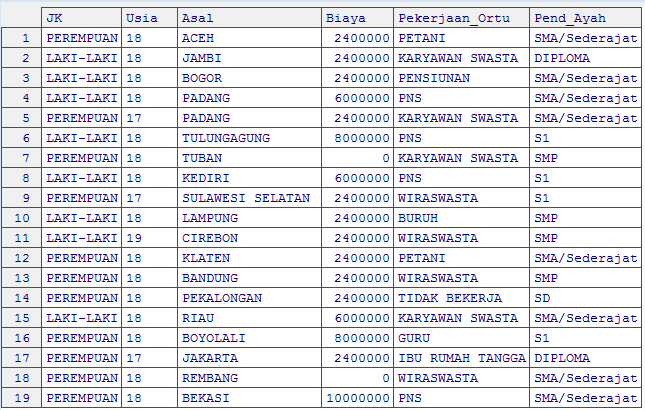 JK Usia Asal Biaya Pekerjaan_Ortu Pend_Ayah
1 PEREMPUAN 18 ACEH 2400000 PETANI SMA/Sederajat
2 LAKI-LAKI 18 JAMBI 2400000 KARYAWAN SWASTA DIPLOMA
3 LAKI-LAKI 18 BOGOR 2400000 PENSIUNAN SMA/Sederajat
4 LAKI-LAKI 18 PADANG 6000000 PNS SMA/Sederajat
5 PEREMPUAN 17 PADANG 2400000 KARYAWAN SWASTA SMA/Sederajat
6 LAKI-LAKI 18 TULUNGAGUNG 8000000 PNS S1
7 PEREMPUAN 18 TUBAN 0 KARYAWAN SWASTA SMP
8 LAKI-LAKI 18 KEDIRI 6000000 PNS S1
9 PEREMPUAN 17 SULAWESI SELATAN 2400000 WIRASWASTA S1
10 LAKI-LAKI 18 LAMPUNG 2400000 BURUH SMP
11 LAKI-LAKI 19 CIREBON 2400000 WIRASWASTA SMP
12 PEREMPUAN 18 KLATEN 2400000 PETANI SMA/Sederajat
13 PEREMPUAN 18 BANDUNG 2400000 WIRASWASTA SMP
14 PEREMPUAN 18 PEKALONGAN 2400000 TIDAK BEKERJA SD
15 LAKI-LAKI 18 RIAU 6000000 KARYAWAN SWASTA SMA/Sederajat
16 PEREMPUAN 18 BOYOLALI 8000000 GURU S1
17 PEREMPUAN 17 JAKARTA 2400000 IBU RUMAH TANGGA DIPLOMA
18 PEREMPUAN 18 REMBANG 0 WIRASWASTA SMA/Sederajat
19 PEREMPUAN 18 BEKASI 10000000 PNS SMA/Sederajat